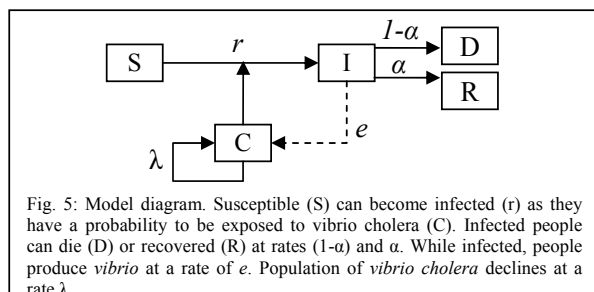 1-α
r
D
S
I
α
R
e
C
λ
Fig. 5: Model diagram. Susceptible (S) can become infected (r) as they
have a probability to be exposed to vibrio cholera (C). Infected people
can die (D) or recovered (R) at rates (1-α) and α. While infected, people
produce vibrio at a rate of e. Population of vibrio cholera declines at a
rate λ